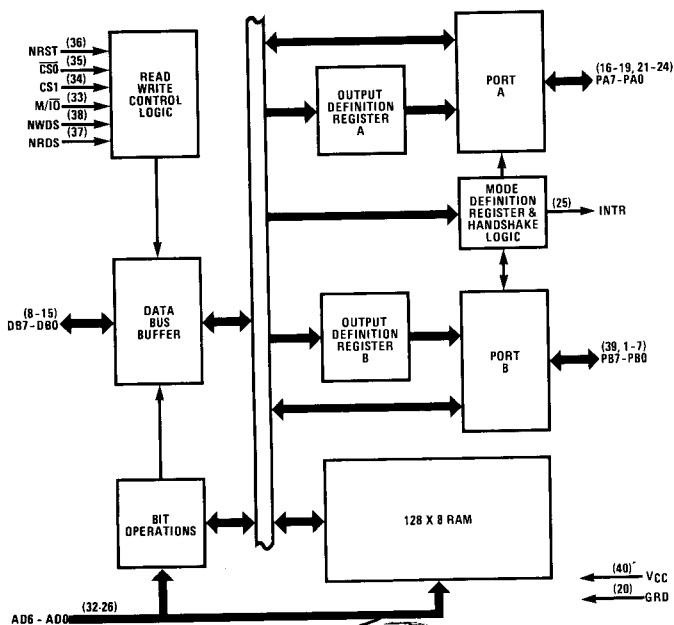 NRST (36)
CS0 (35)
CS1 (34)
M/IO (33)
NWDS (38)
NRDS (37)
READ
WRITE
CONTROL
LOGIC
OUTPUT
DEFINITION
REGISTER
A
PORT
A
(16-19, 21-24)
PA7-PA0
MODE
DEFINITION
REGISTER &
HANDSHAKE
LOGIC
(25)
INTR
(8-15)
DB7-DB0
DATA
BUS
BUFFER
OUTPUT
DEFINITION
REGISTER
B
PORT
B
(39, 1-7)
PB7-PB0
BIT
OPERATIONS
128 X 8 RAM
(40)
VCC
(20)
GRD
AD6 - AD0 (32-26)